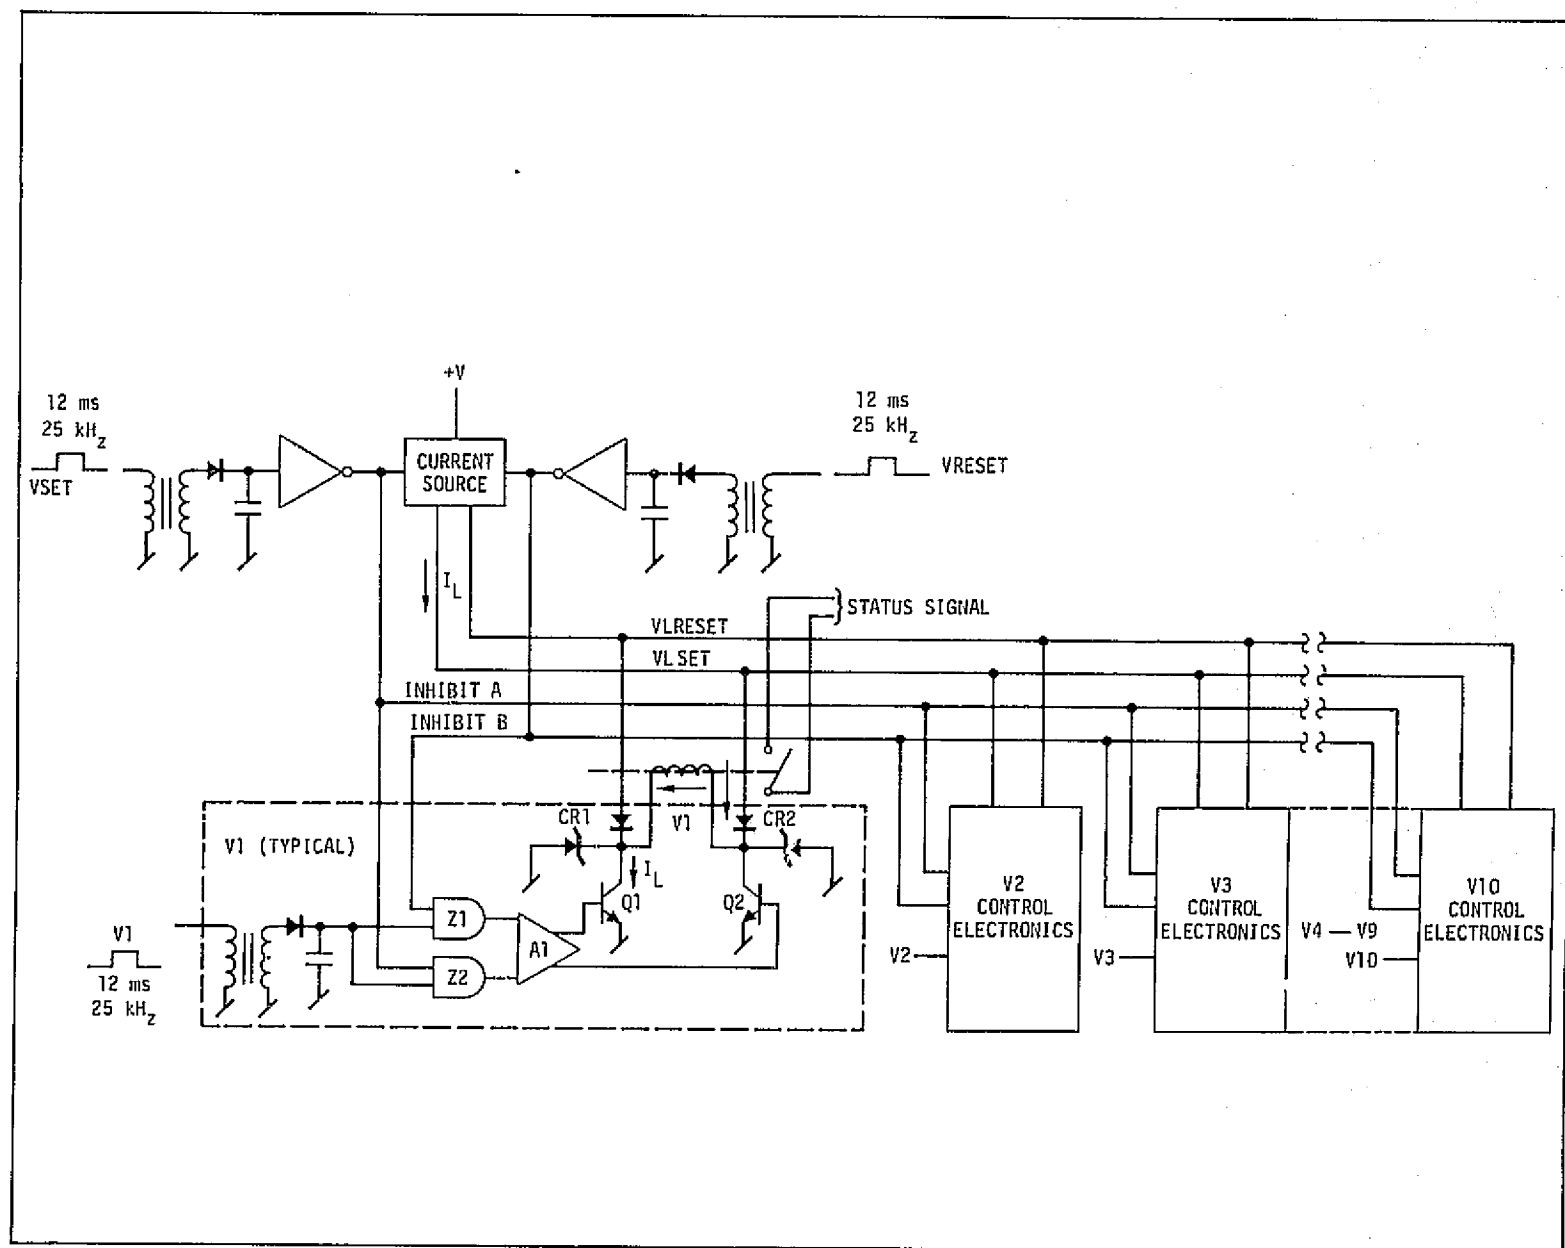 +V
12 ms
25 kHz
VSET
CURRENT
SOURCE
12 ms
25 kHz
VRESET
IL
STATUS SIGNAL
VLRESET
VLSET
INHIBIT A
INHIBIT B
V1 (TYPICAL)
CR1
V1
CR2
IL
Q1
Q2
Z1
A1
Z2
V1
12 ms
25 kHz
V2
CONTROL
ELECTRONICS
V2
V3
CONTROL
ELECTRONICS
V3
V4 — V9
V10
V10
CONTROL
ELECTRONICS